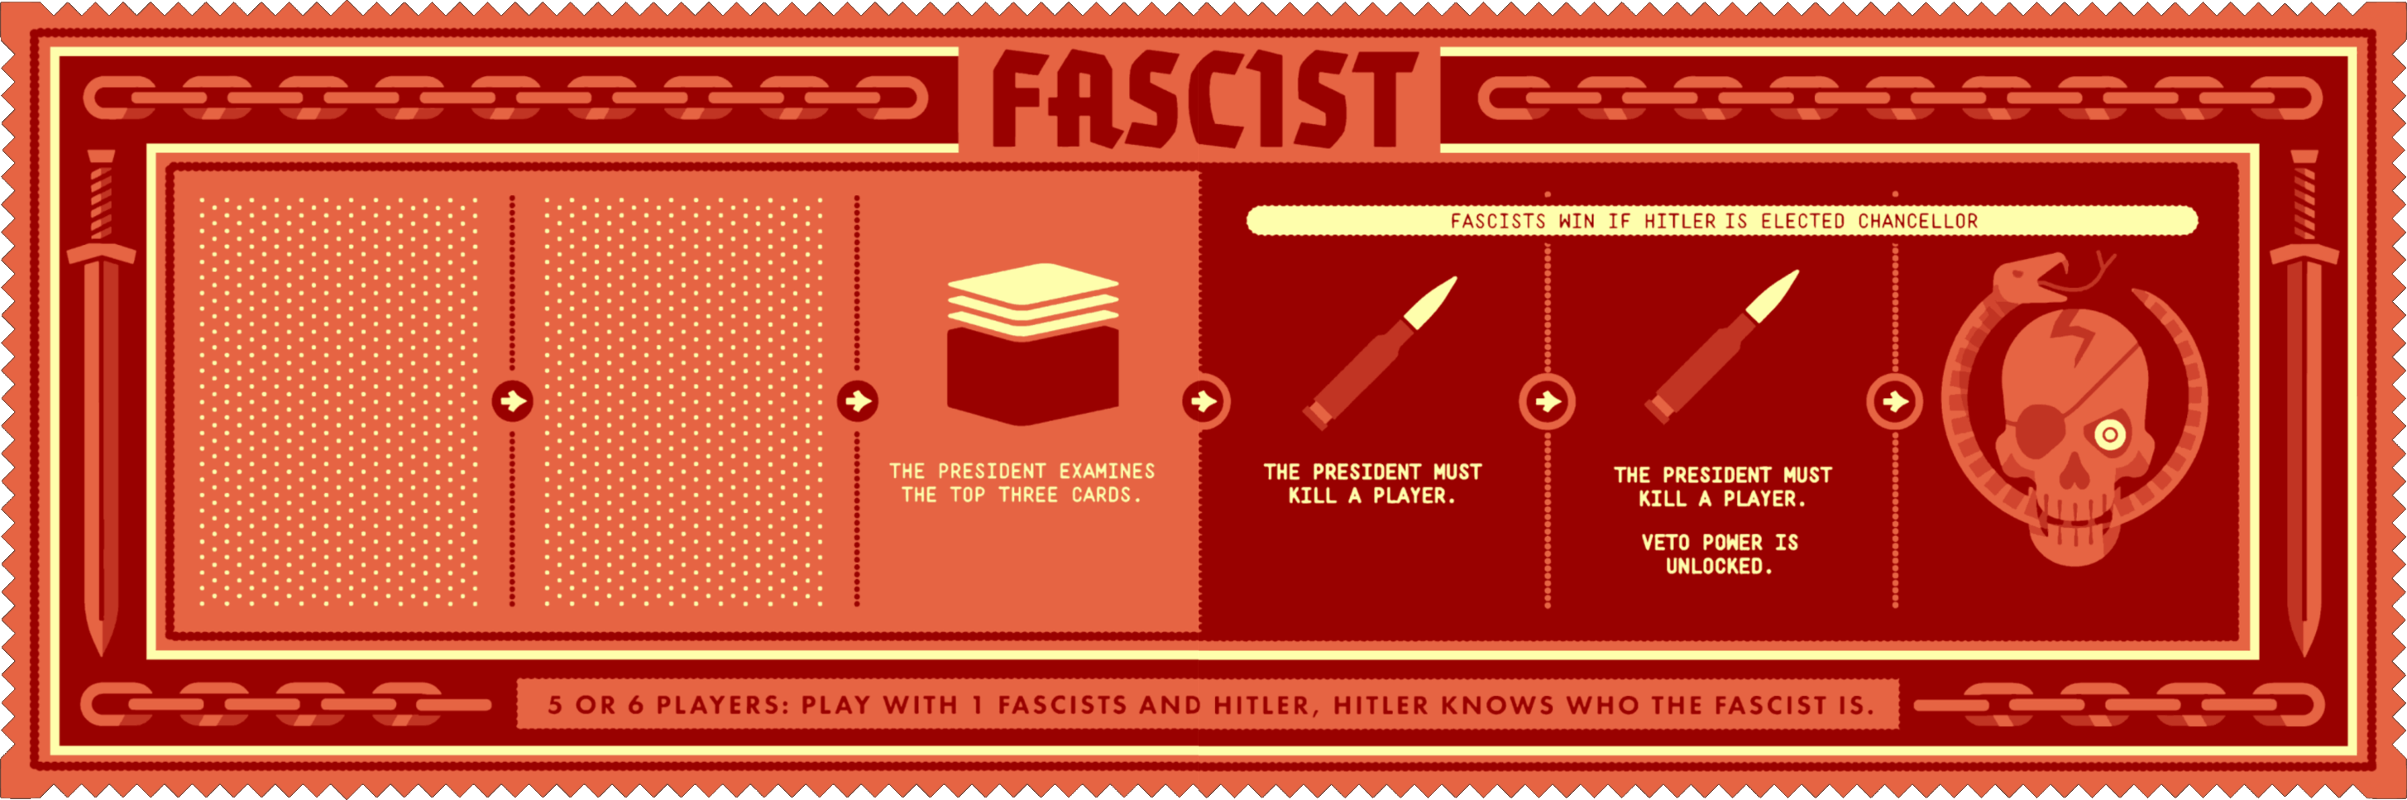 FASCIST
FASCISTS WIN IF HITLER IS ELECTED CHANCELLOR
THE PRESIDENT EXAMINES
THE TOP THREE CARDS.
THE PRESIDENT MUST
KILL A PLAYER.
THE PRESIDENT MUST
KILL A PLAYER.
VETO POWER IS
UNLOCKED.
5 OR 6 PLAYERS: PLAY WITH 1 FASCISTS AND HITLER, HITLER KNOWS WHO THE FASCIST IS.